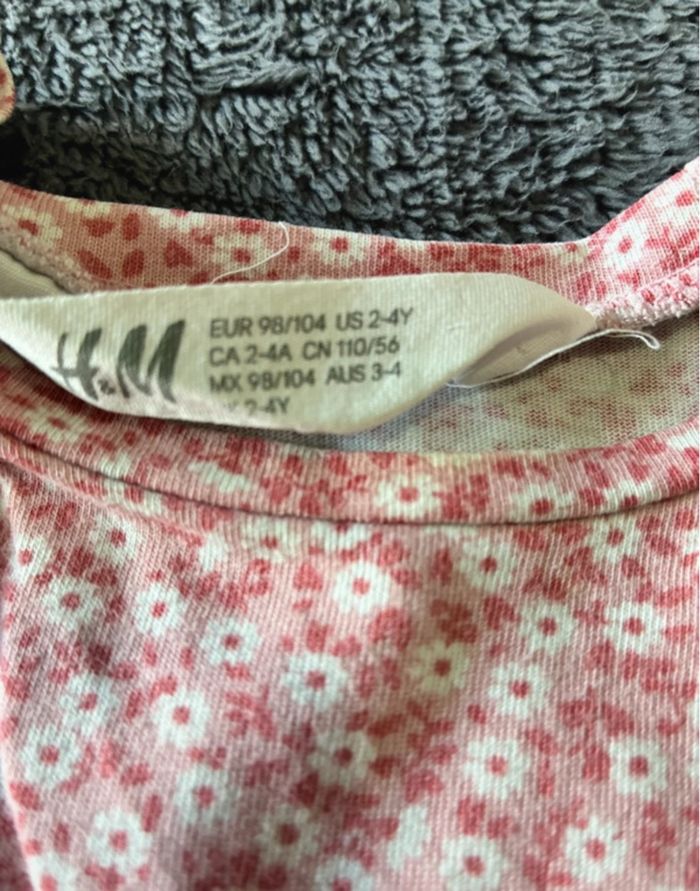 H&M
EUR 98/104 US 2-4Y
CA 2-4A CN 110/56
MX 98/104 AUS 3-4
2-4Y